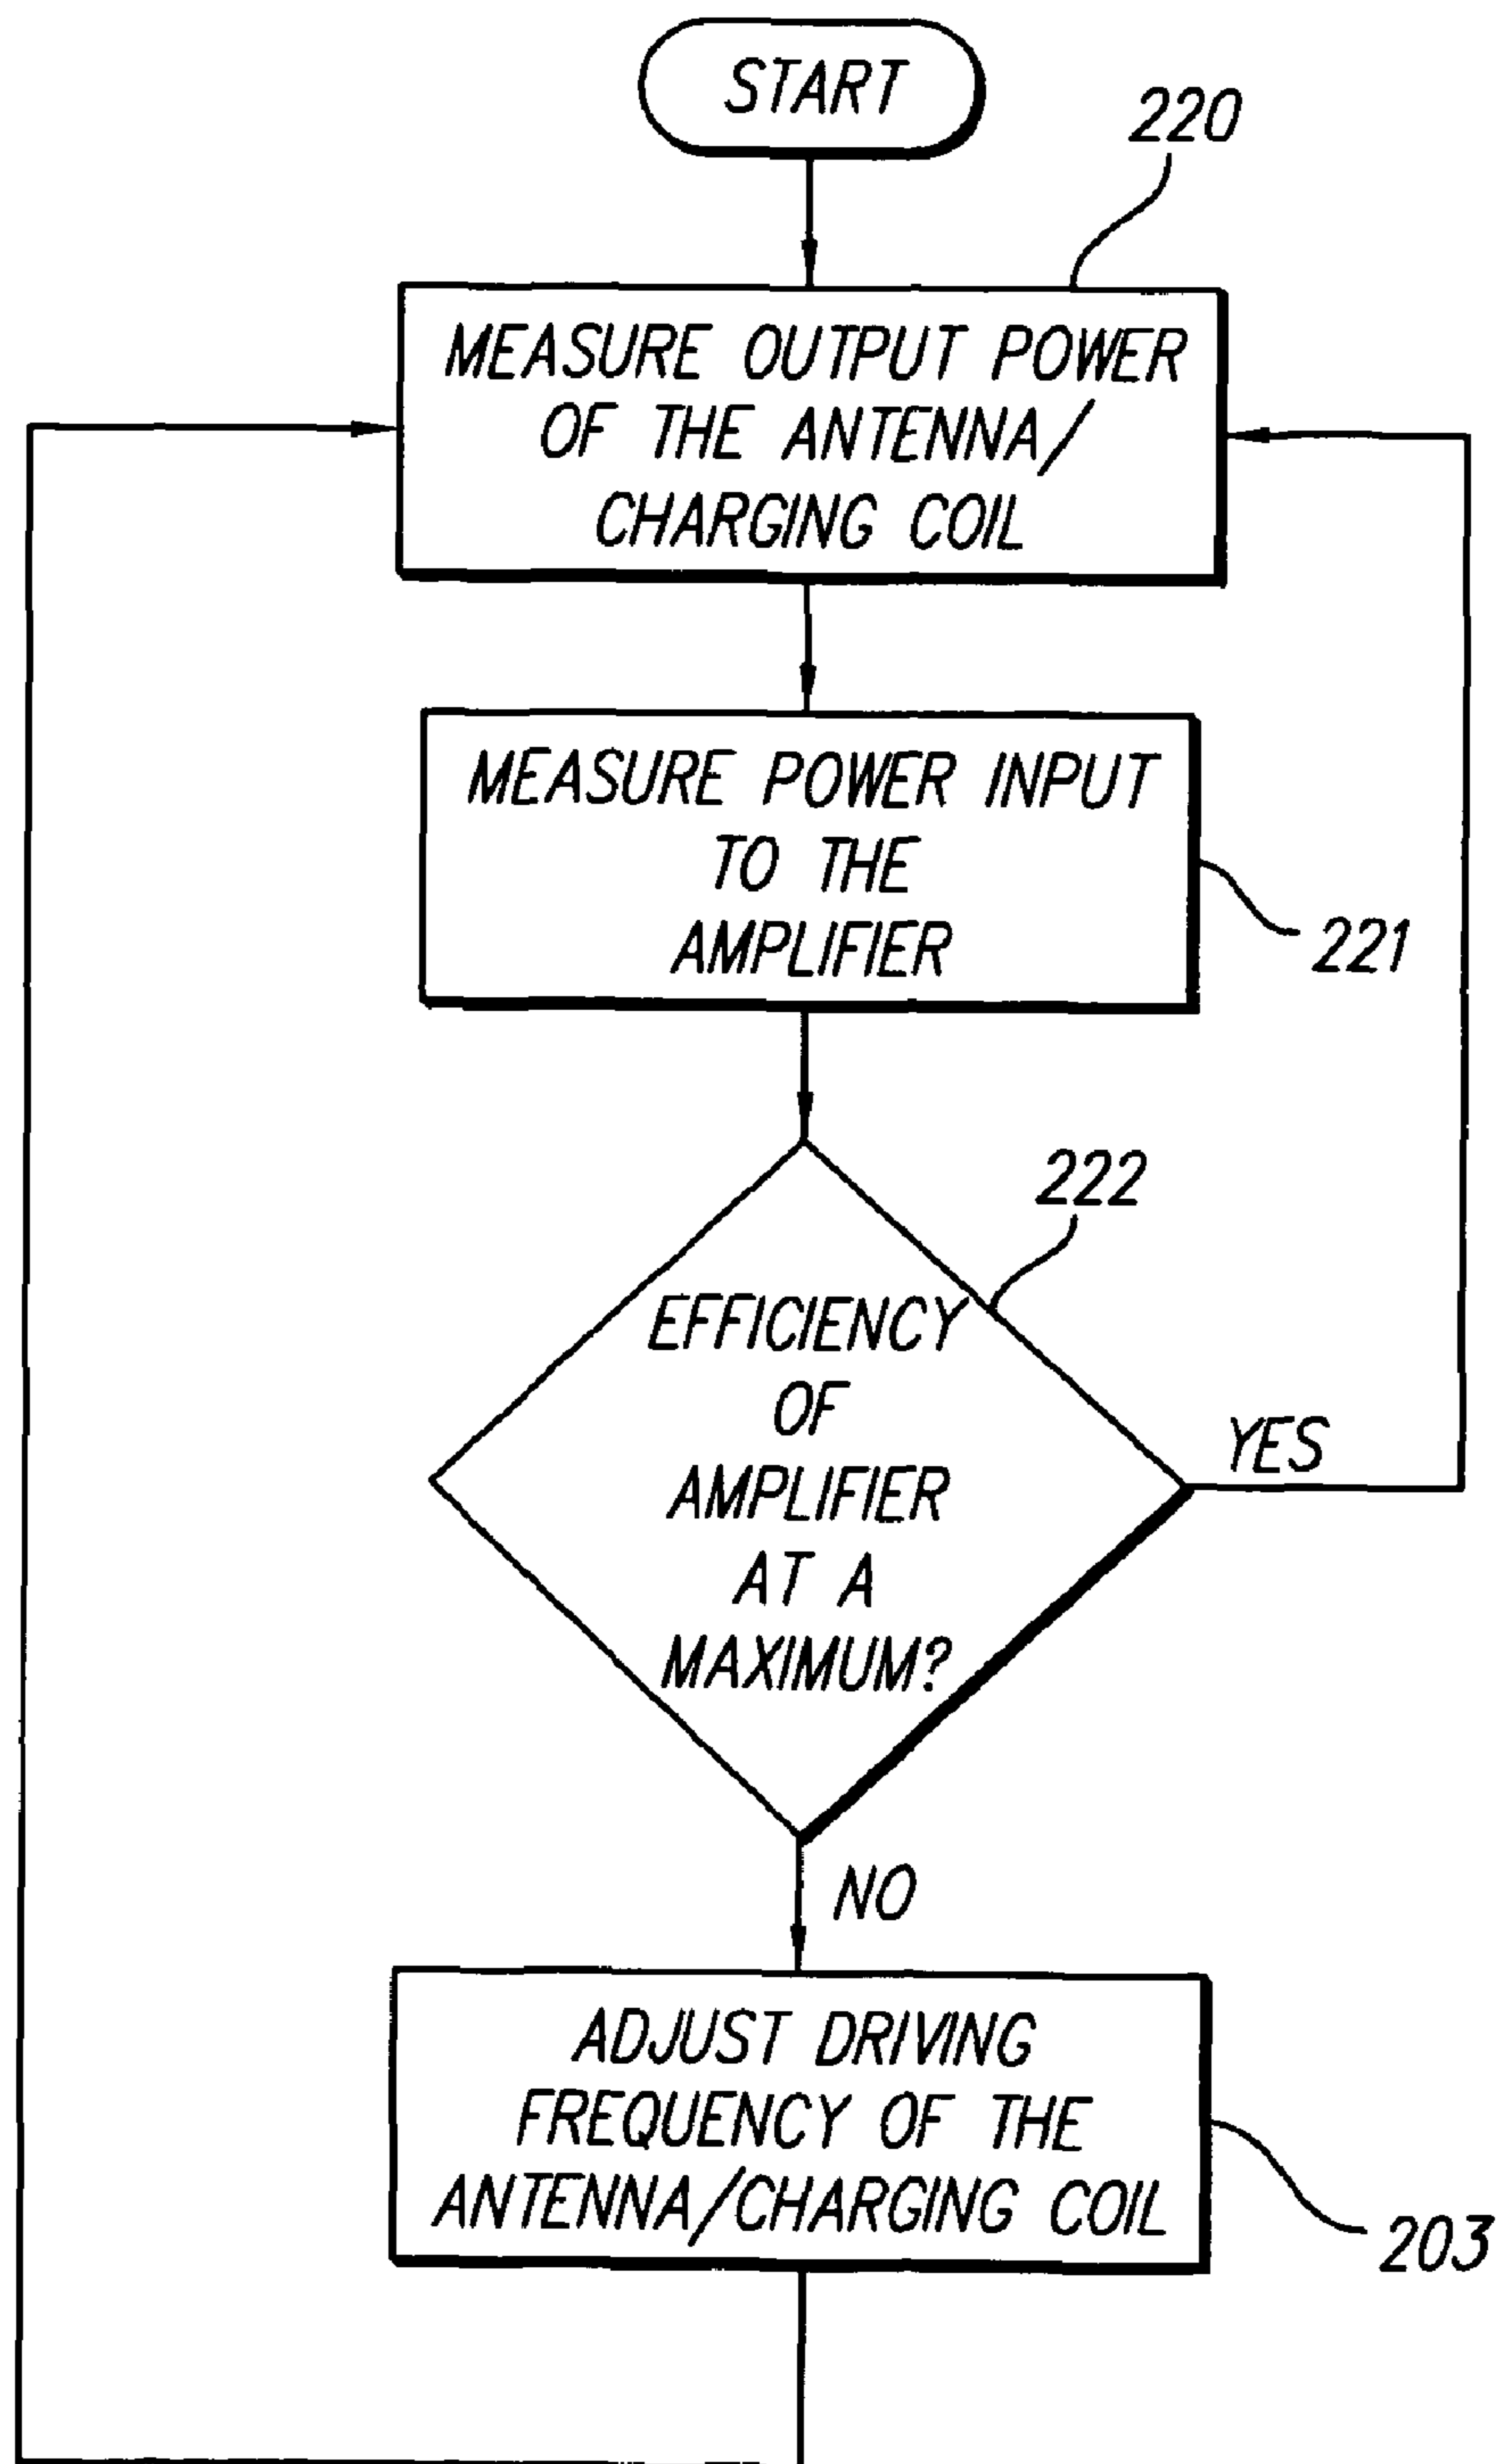 START
220
MEASURE OUTPUT POWER
OF THE ANTENNA/
CHARGING COIL
MEASURE POWER INPUT
TO THE
AMPLIFIER
221
222
EFFICIENCY
OF
AMPLIFIER
AT A
MAXIMUM?
YES
NO
ADJUST DRIVING
FREQUENCY OF THE
ANTENNA/CHARGING COIL
203